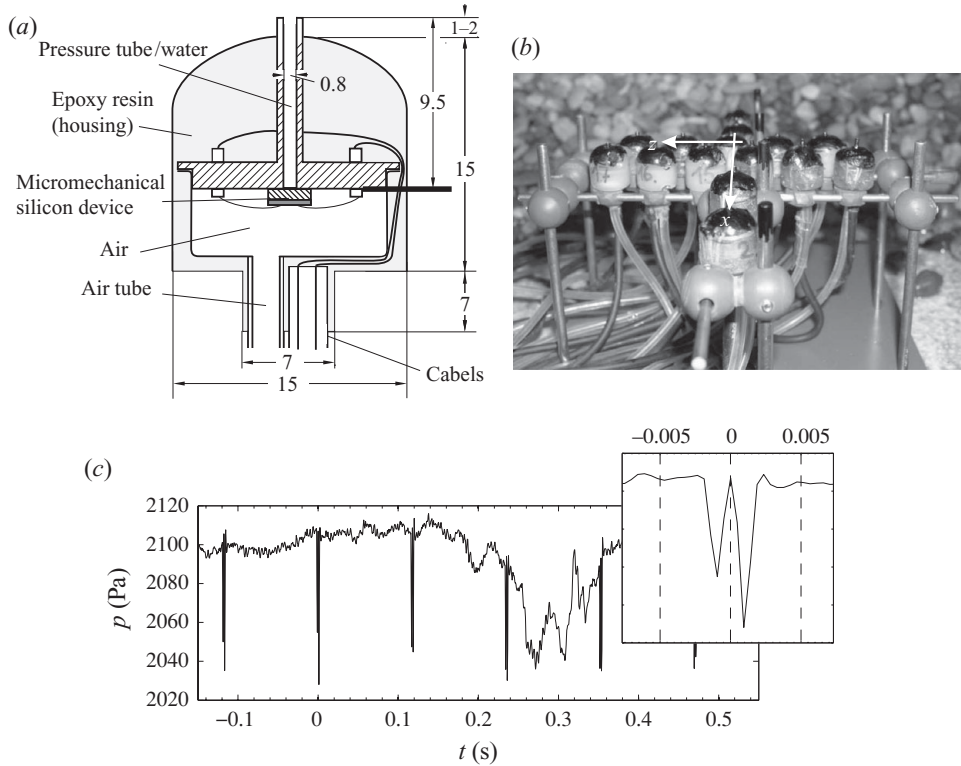 (a)
Pressure tube/water
Epoxy resin
(housing)
Micromechanical
silicon device
Air
Air tube
0.8
1–2
9.5
15
7
7
15
Cabels
(b)
z
x
(c)
−0.005 0 0.005
2120
2100
2080
2060
2040
2020
p (Pa)
−0.1 0 0.1 0.2 0.3 0.4 0.5
t (s)